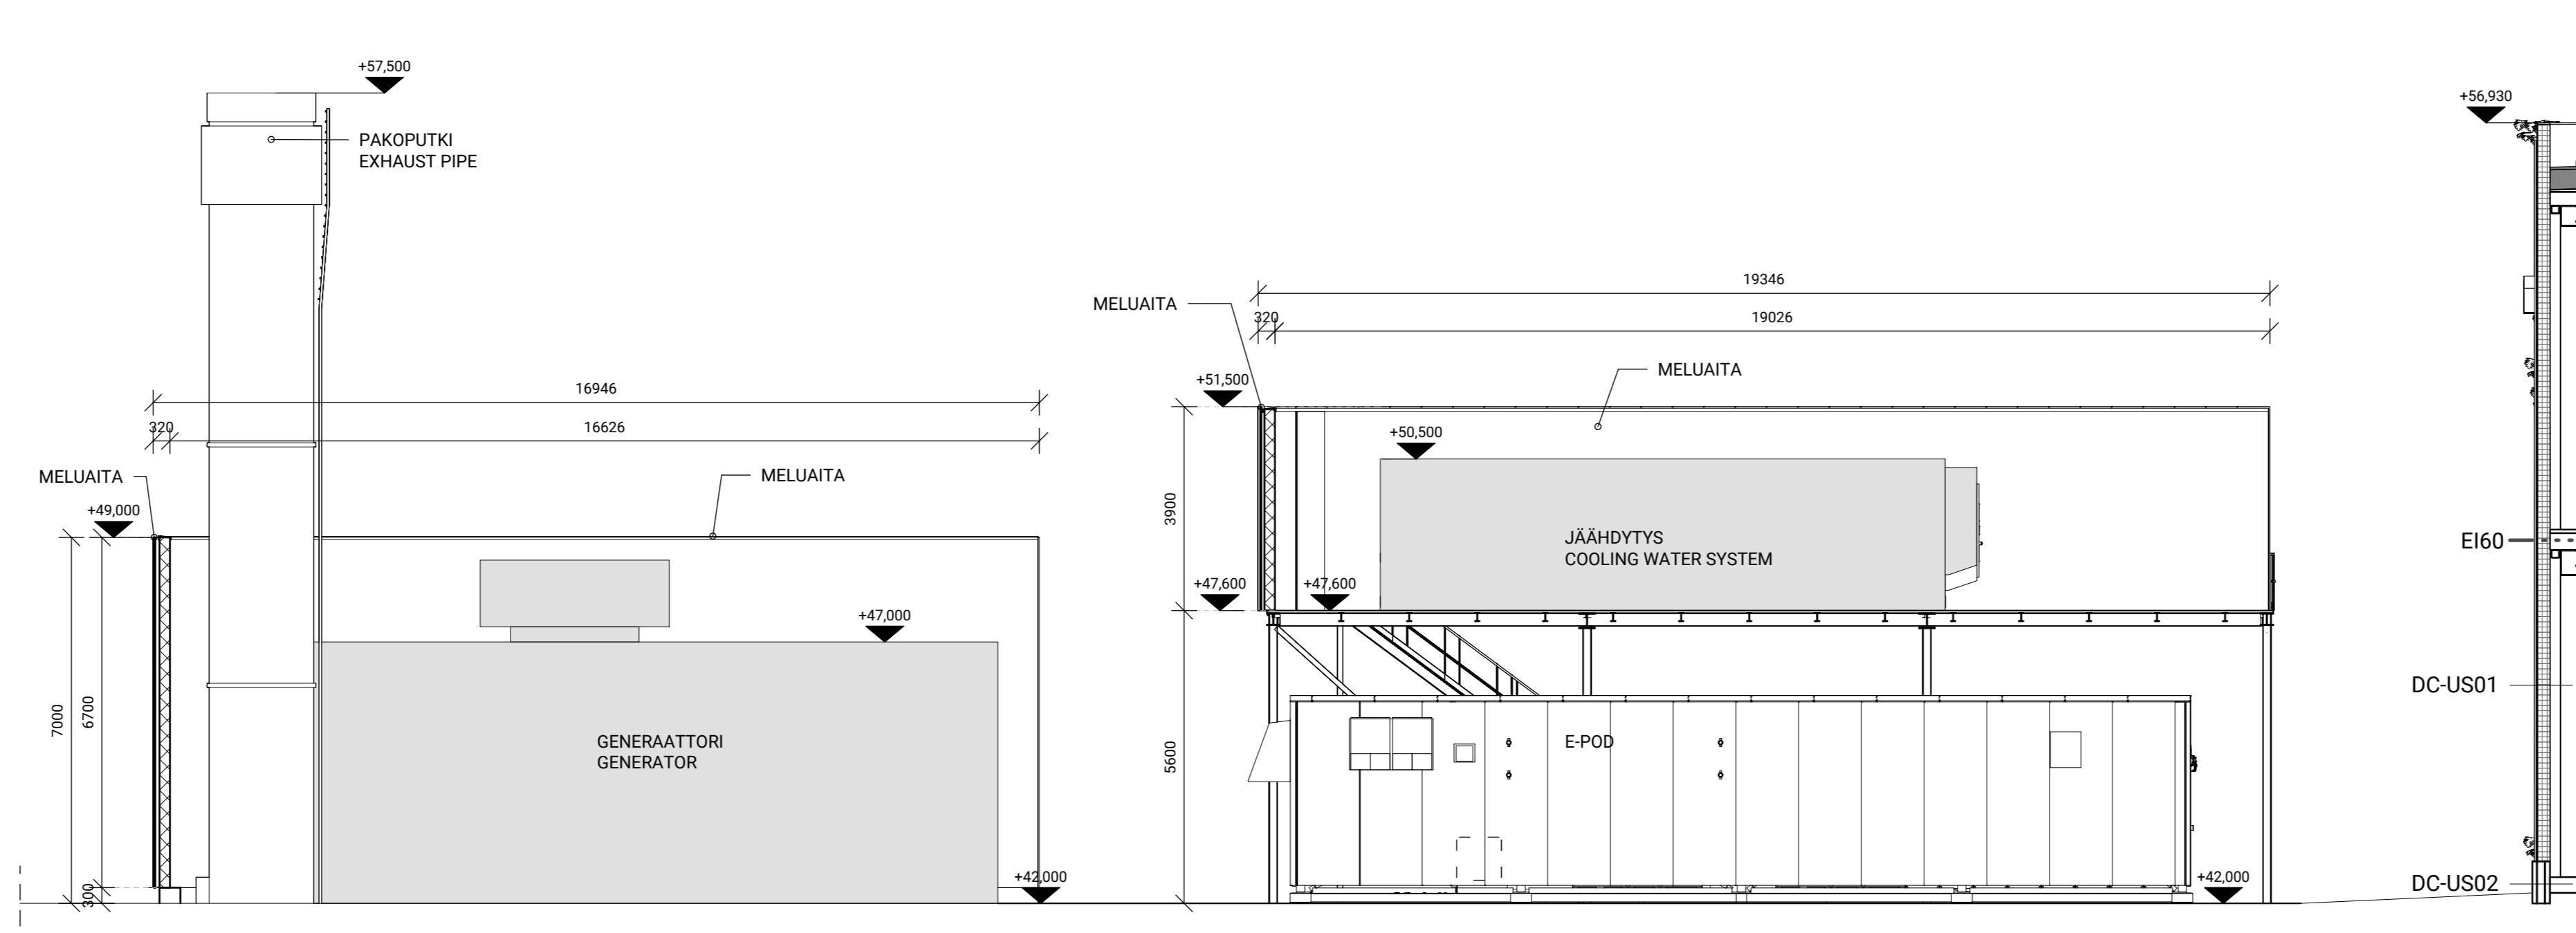 +57,500
PAKOPUTKI
EXHAUST PIPE
+56,930
19346
MELUAITA
320
19026
MELUAITA
+51,500
16946
320
16626
+50,500
MELUAITA
MELUAITA
+49,000
3900
JÄÄHDYTYS
COOLING WATER SYSTEM
EI60
+47,600
+47,600
+47,000
7000
6700
DC-US01
GENERAATTORI
GENERATOR
5600
E-POD
+42,000
300
+42,000
DC-US02